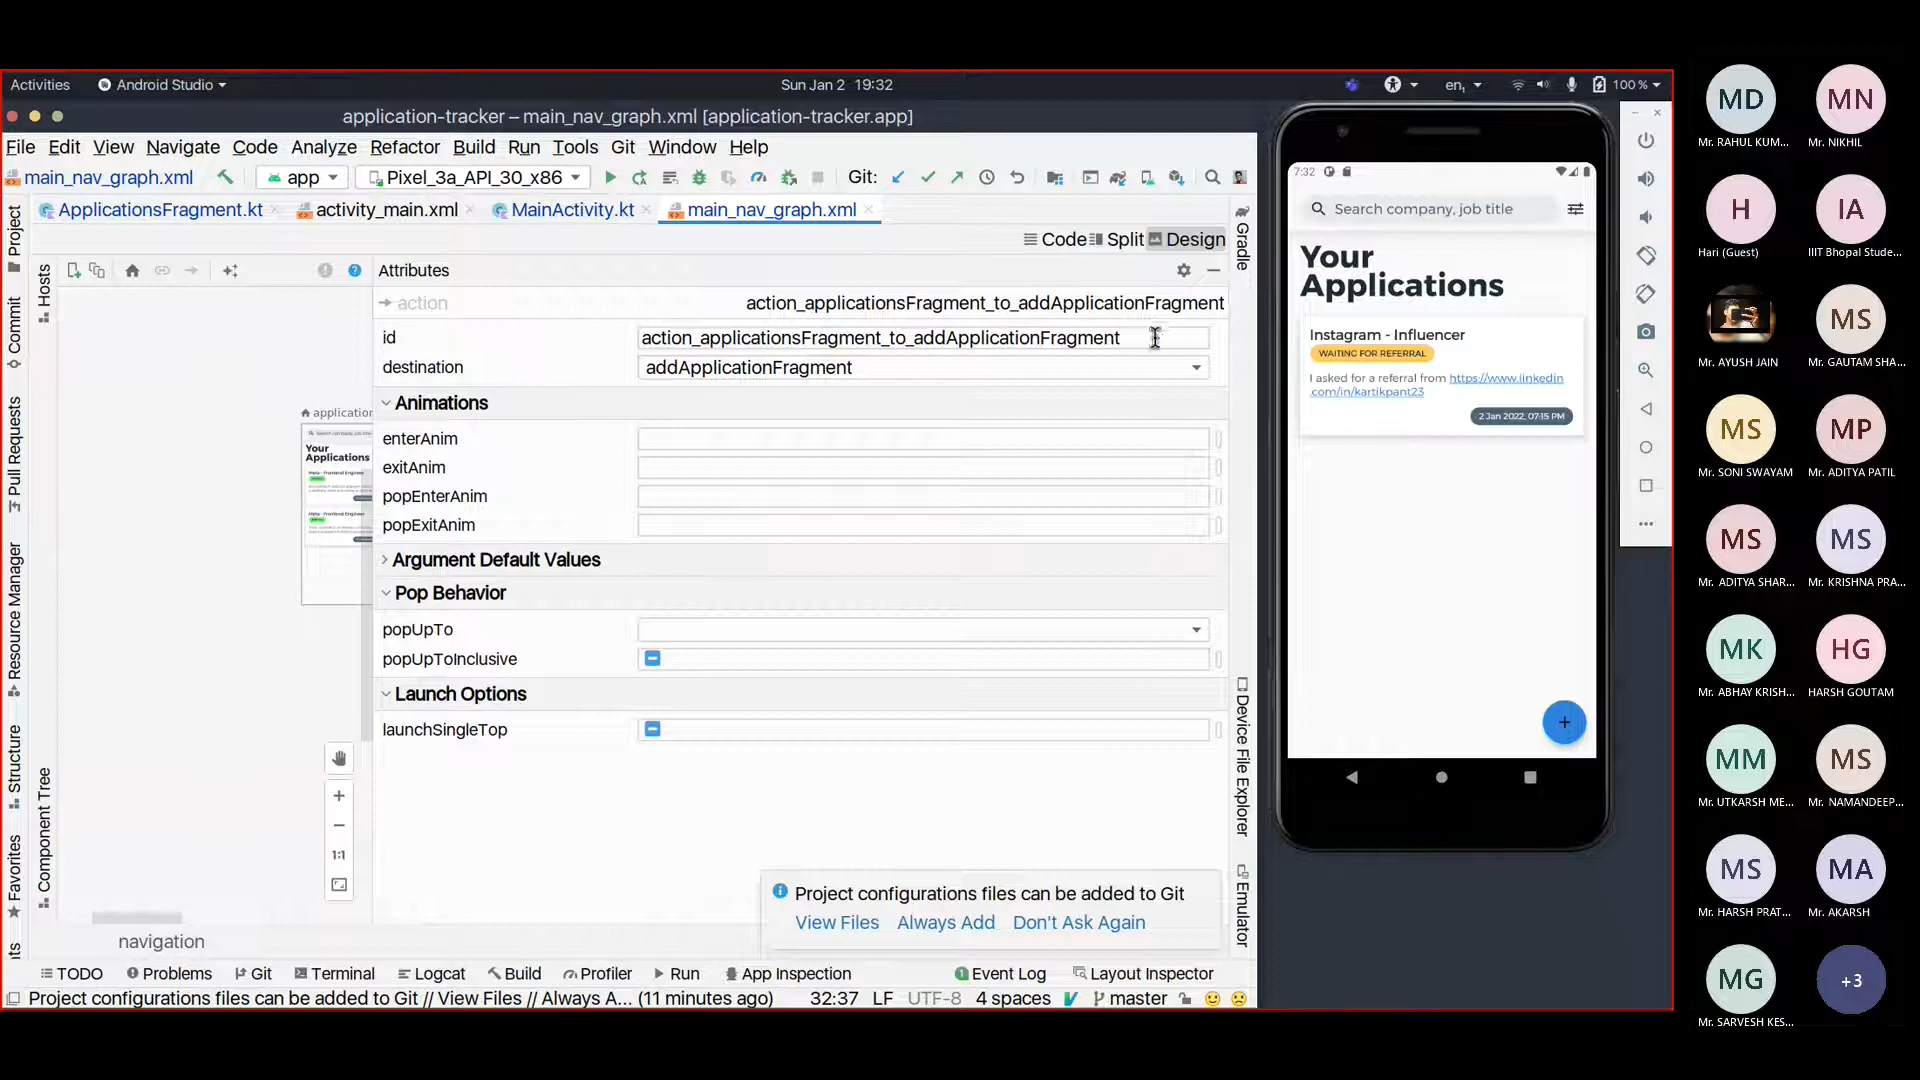 Activities
Android Studio
Sun Jan 2 19:32
en1
100 %
application-tracker – main_nav_graph.xml [application-tracker.app]
File Edit View Navigate Code Analyze Refactor Build Run Tools Git Window Help
main_nav_graph.xml
app
Pixel_3a_API_30_x86
Git:
ApplicationsFragment.kt
activity_main.xml
MainActivity.kt
main_nav_graph.xml
Code
Split
Design
Project
Commit
Pull Requests
Resource Manager
Structure
Favorites
Hosts
Component Tree
Attributes
action
action_applicationsFragment_to_addApplicationFragment
id
action_applicationsFragment_to_addApplicationFragment
destination
addApplicationFragment
Animations
enterAnim
exitAnim
popEnterAnim
popExitAnim
Argument Default Values
Pop Behavior
popUpTo
popUpToInclusive
Launch Options
launchSingleTop
application
Your
Applications
1:1
navigation
Project configurations files can be added to Git
View Files Always Add Don't Ask Again
Gradle
Device File Explorer
Emulator
TODO
Problems
Git
Terminal
Logcat
Build
Profiler
Run
App Inspection
Event Log
Layout Inspector
Project configurations files can be added to Git // View Files // Always A... (11 minutes ago)
32:37
LF
UTF-8
4 spaces
master
7:32
Search company, job title
Your
Applications
Instagram - Influencer
WAITING FOR REFERRAL
I asked for a referral from https://www.linkedin
.com/in/kartikpant23
2 Jan 2022, 07:15 PM
MD
Mr. RAHUL KUM...
MN
Mr. NIKHIL
H
Hari (Guest)
IA
IIIT Bhopal Stude...
Mr. AYUSH JAIN
MS
Mr. GAUTAM SHA...
MS
Mr. SONI SWAYAM
MP
Mr. ADITYA PATIL
MS
Mr. ADITYA SHAR...
MS
Mr. KRISHNA PRA...
MK
Mr. ABHAY KRISH...
HG
HARSH GOUTAM
MM
Mr. UTKARSH ME...
MS
Mr. NAMANDEEP...
MS
Mr. HARSH PRAT...
MA
Mr. AKARSH
MG
Mr. SARVESH KES...
+3